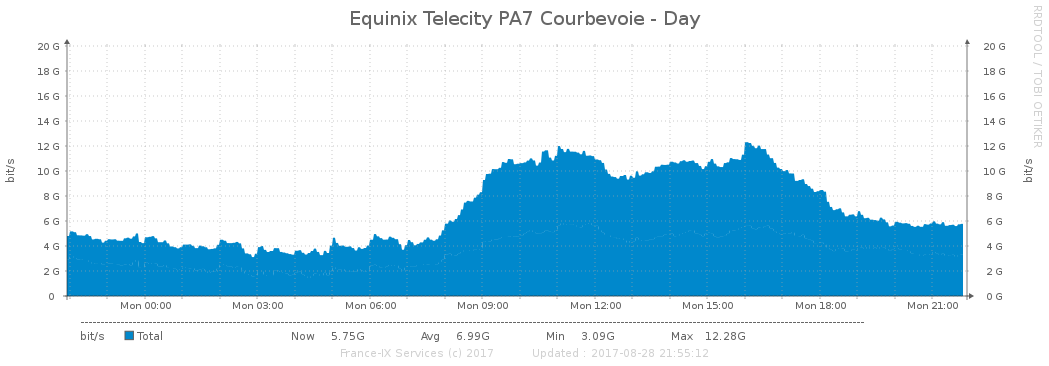 Equinix Telecity PA7 Courbevoie - Day
RRDTOOL / TOBI OETIKER
20 G 20 G
18 G 18 G
16 G 16 G
14 G 14 G
12 G 12 G
10 G 10 G
8 G 8 G
6 G 6 G
4 G 4 G
2 G 2 G
0 0 G
bit/s bit/s
Mon 00:00 Mon 03:00 Mon 06:00 Mon 09:00 Mon 12:00 Mon 15:00 Mon 18:00 Mon 21:00
bit/s Total Now 5.75G Avg 6.99G Min 3.09G Max 12.28G
France-IX Services (c) 2017 Updated : 2017-08-28 21:55:12